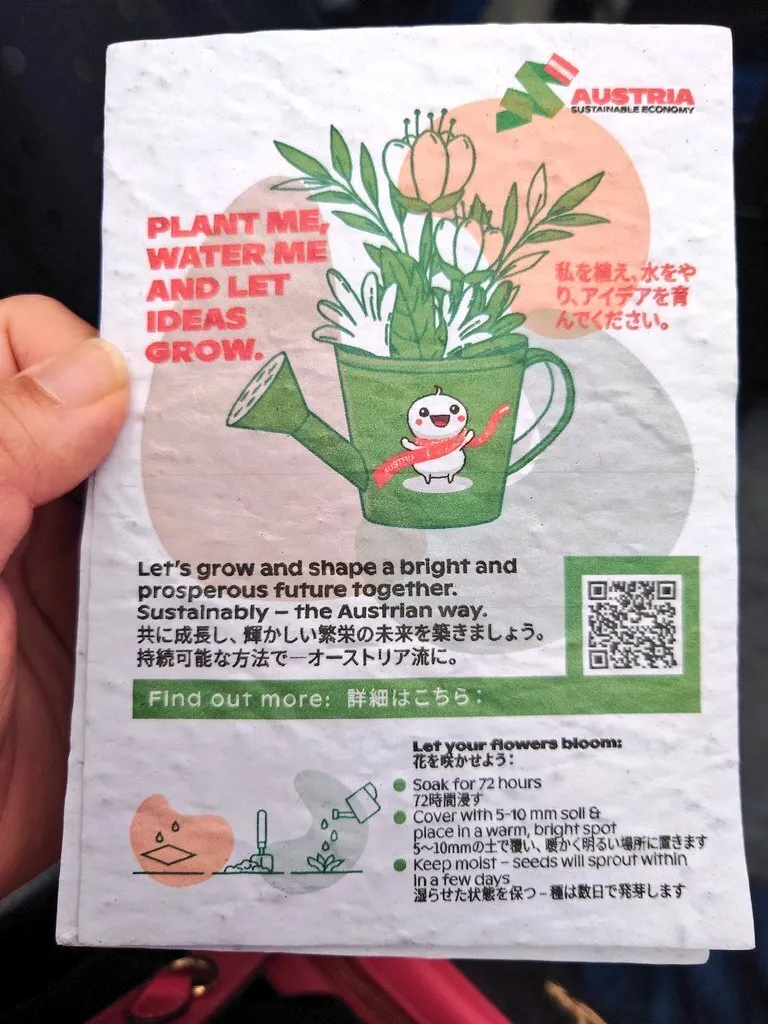 AUSTRIA
SUSTAINABLE ECONOMY
PLANT ME,
WATER ME
AND LET
IDEAS
GROW.
私を植え、水をや
り、アイデアを育
んでください。
AUSTRIA
Let's grow and shape a bright and
prosperous future together.
Sustainably – the Austrian way.
共に成長し、輝かしい繁栄の未来を築きましょう。
持続可能な方法で—オーストリア流に。
Find out more: 詳細はこちら:
Let your flowers bloom:
花を咲かせよう:
Soak for 72 hours
72時間浸す
Cover with 5-10 mm soil &
place in a warm, bright spot
5〜10mmの土で覆い、暖かく明るい場所に置きます
Keep moist – seeds will sprout within
in a few days
湿らせた状態を保つ – 種は数日で発芽します